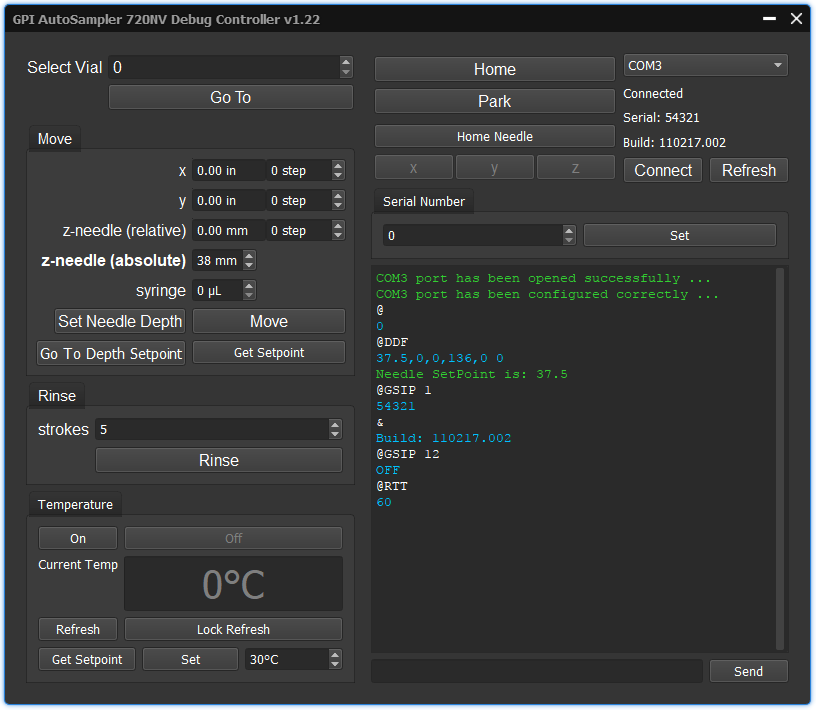 GPI AutoSampler 720NV Debug Controller v1.22
Select Vial 0
Go To
Move
x 0.00 in 0 step
y 0.00 in 0 step
z-needle (relative) 0.00 mm 0 step
z-needle (absolute) 38 mm
syringe 0 µL
Set Needle Depth Move
Go To Depth Setpoint Get Setpoint
Rinse
strokes 5
Rinse
Temperature
On Off
Current Temp 0°C
Refresh Lock Refresh
Get Setpoint Set 30ºC
Home
Park
Home Needle
x y z
COM3
Connected
Serial: 54321
Build: 110217.002
Connect Refresh
Serial Number
0 Set
COM3 port has been opened successfully ...
COM3 port has been configured correctly ...
@
0
@DDF
37.5,0,0,136,0 0
Needle SetPoint is: 37.5
@GSIP 1
54321
&
Build: 110217.002
@GSIP 12
OFF
@RTT
60
Send